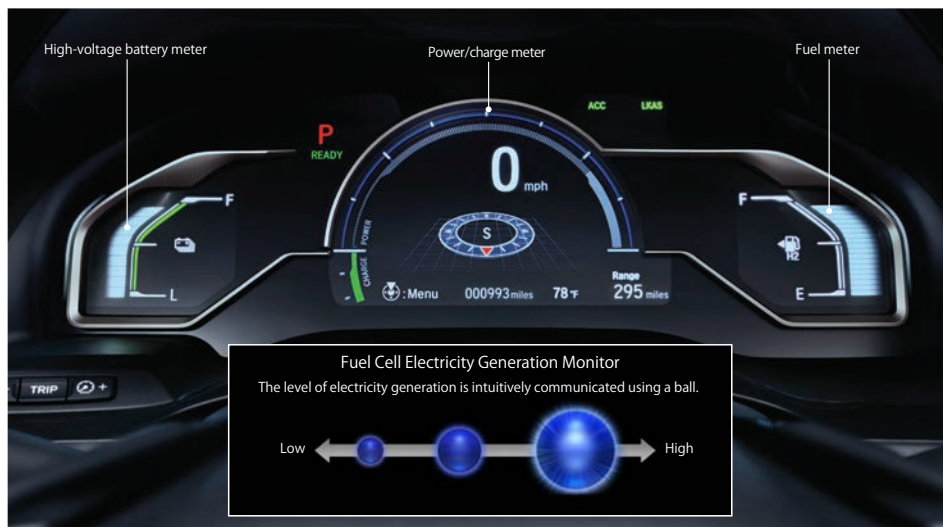 High-voltage battery meter
Power/charge meter
Fuel meter
ACC LKAS
P
READY
0 mph
F
F
S
H2
L
E
CHARGE POWER
: Menu
000993 miles
78°F
Range
295 miles
TRIP
+
Fuel Cell Electricity Generation Monitor
The level of electricity generation is intuitively communicated using a ball.
Low
High